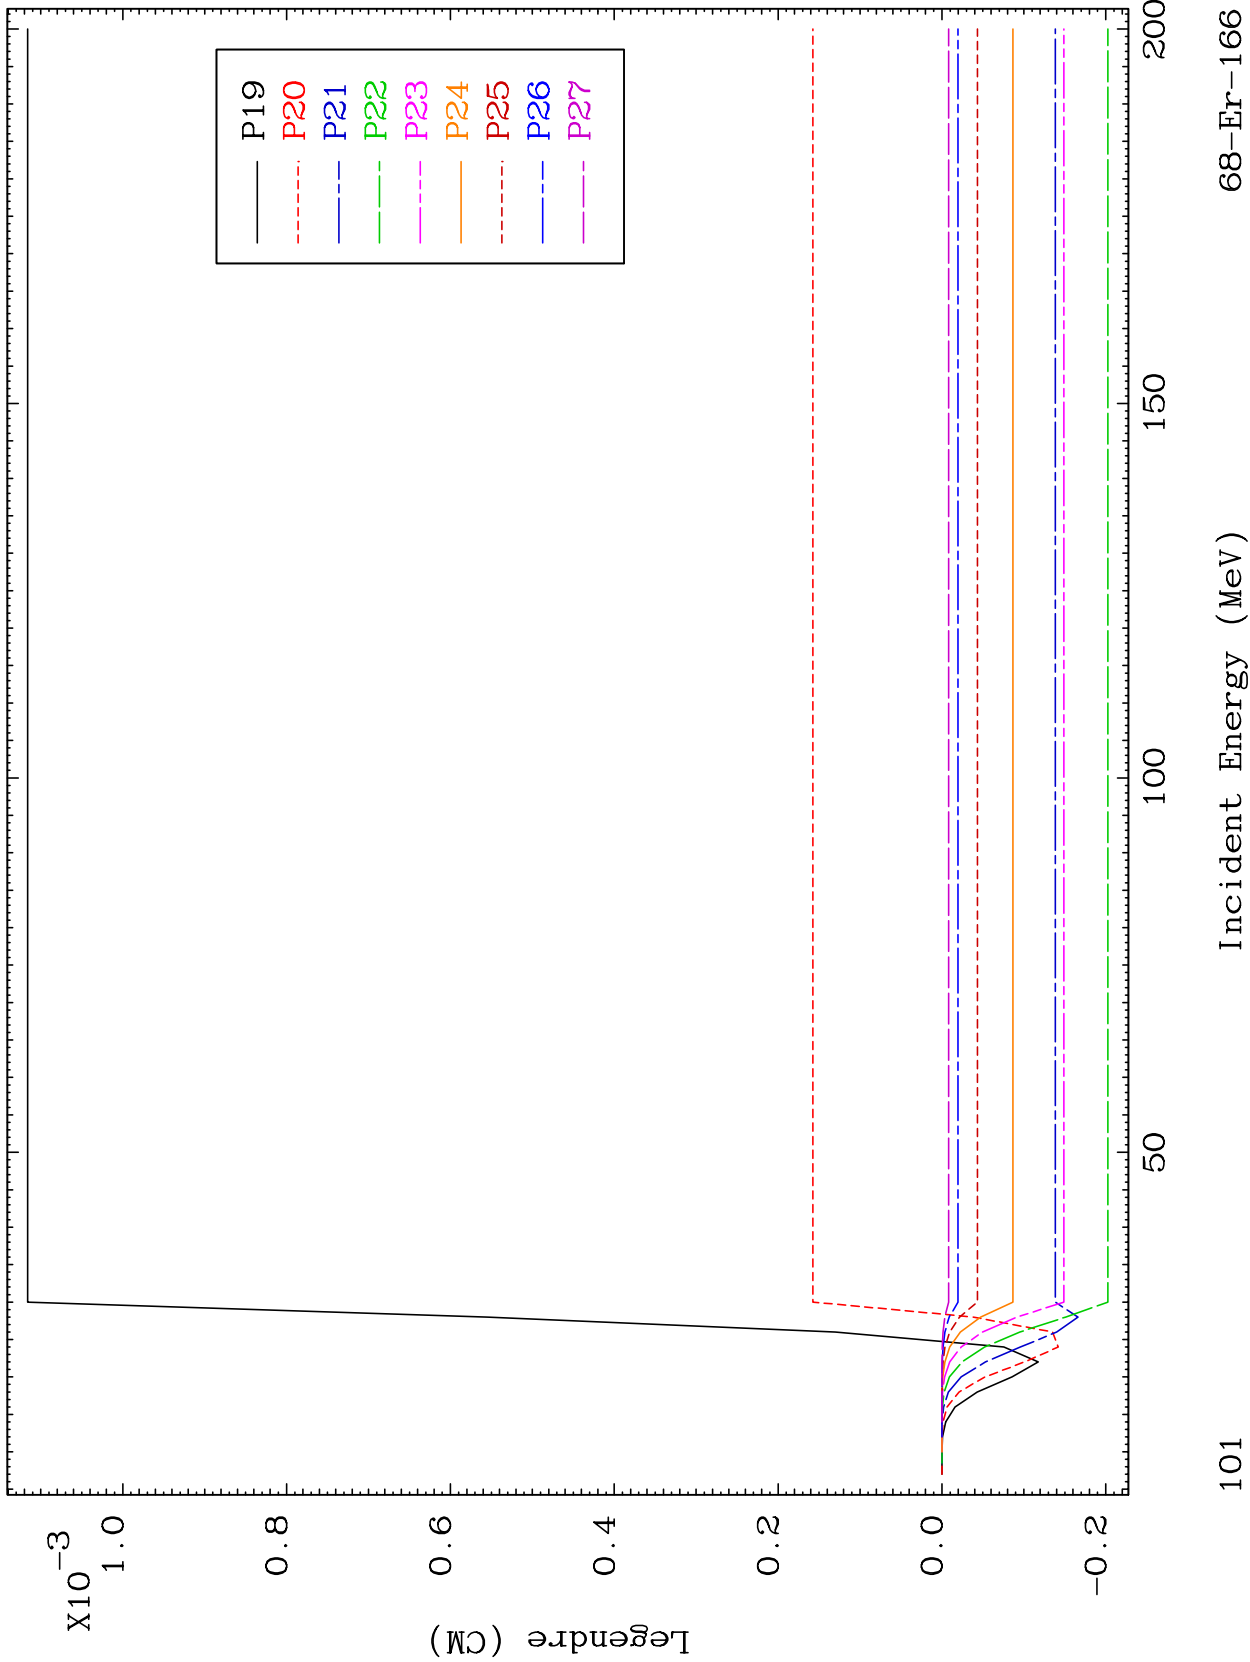 X10-3
1.0
0.8
0.6
0.4
0.2
0.0
-0.2
Legendre (CM)
P19
P20
P21
P22
P23
P24
P25
P26
P27
50
100
150
200
Incident Energy (MeV)
101
68-Er-166